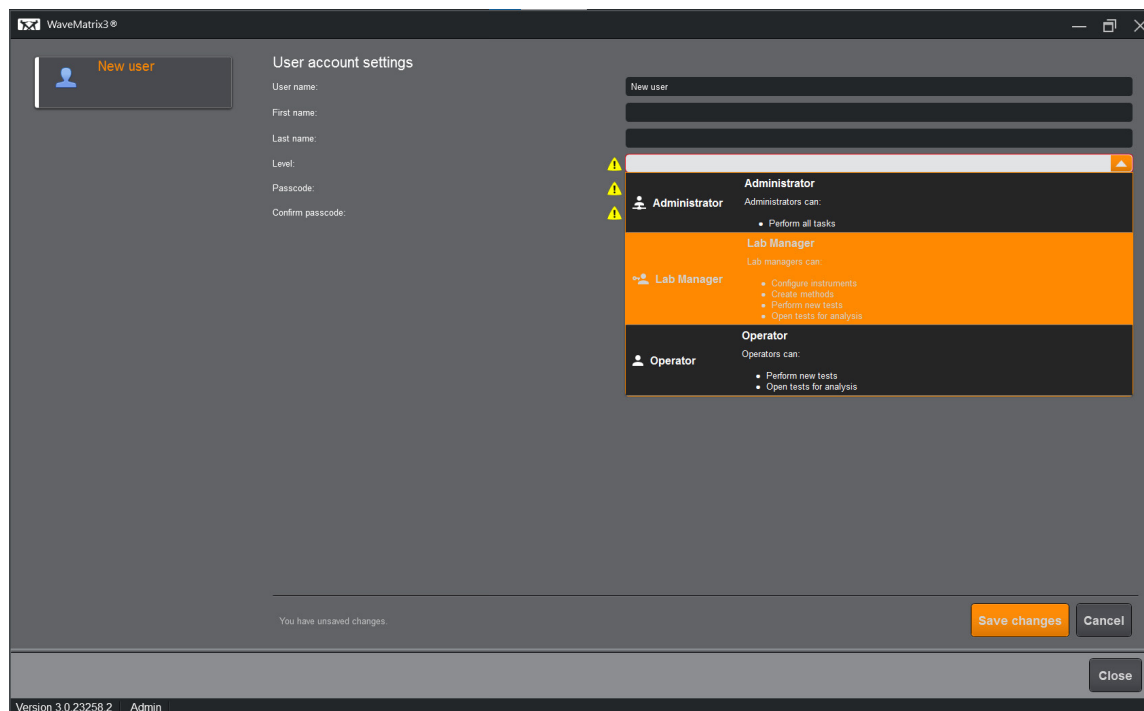 WaveMatrix3®
New user
User account settings
User name:
New user
First name:
Last name:
Level:
Passcode:
Confirm passcode:
Administrator
Administrator
Administrators can:
• Perform all tasks
Lab Manager
Lab Manager
Lab managers can:
• Configure instruments
• Create methods
• Perform new tests
• Open tests for analysis
Operator
Operator
Operators can:
• Perform new tests
• Open tests for analysis
You have unsaved changes.
Save changes
Cancel
Close
Version 3.0.23258.2
Admin